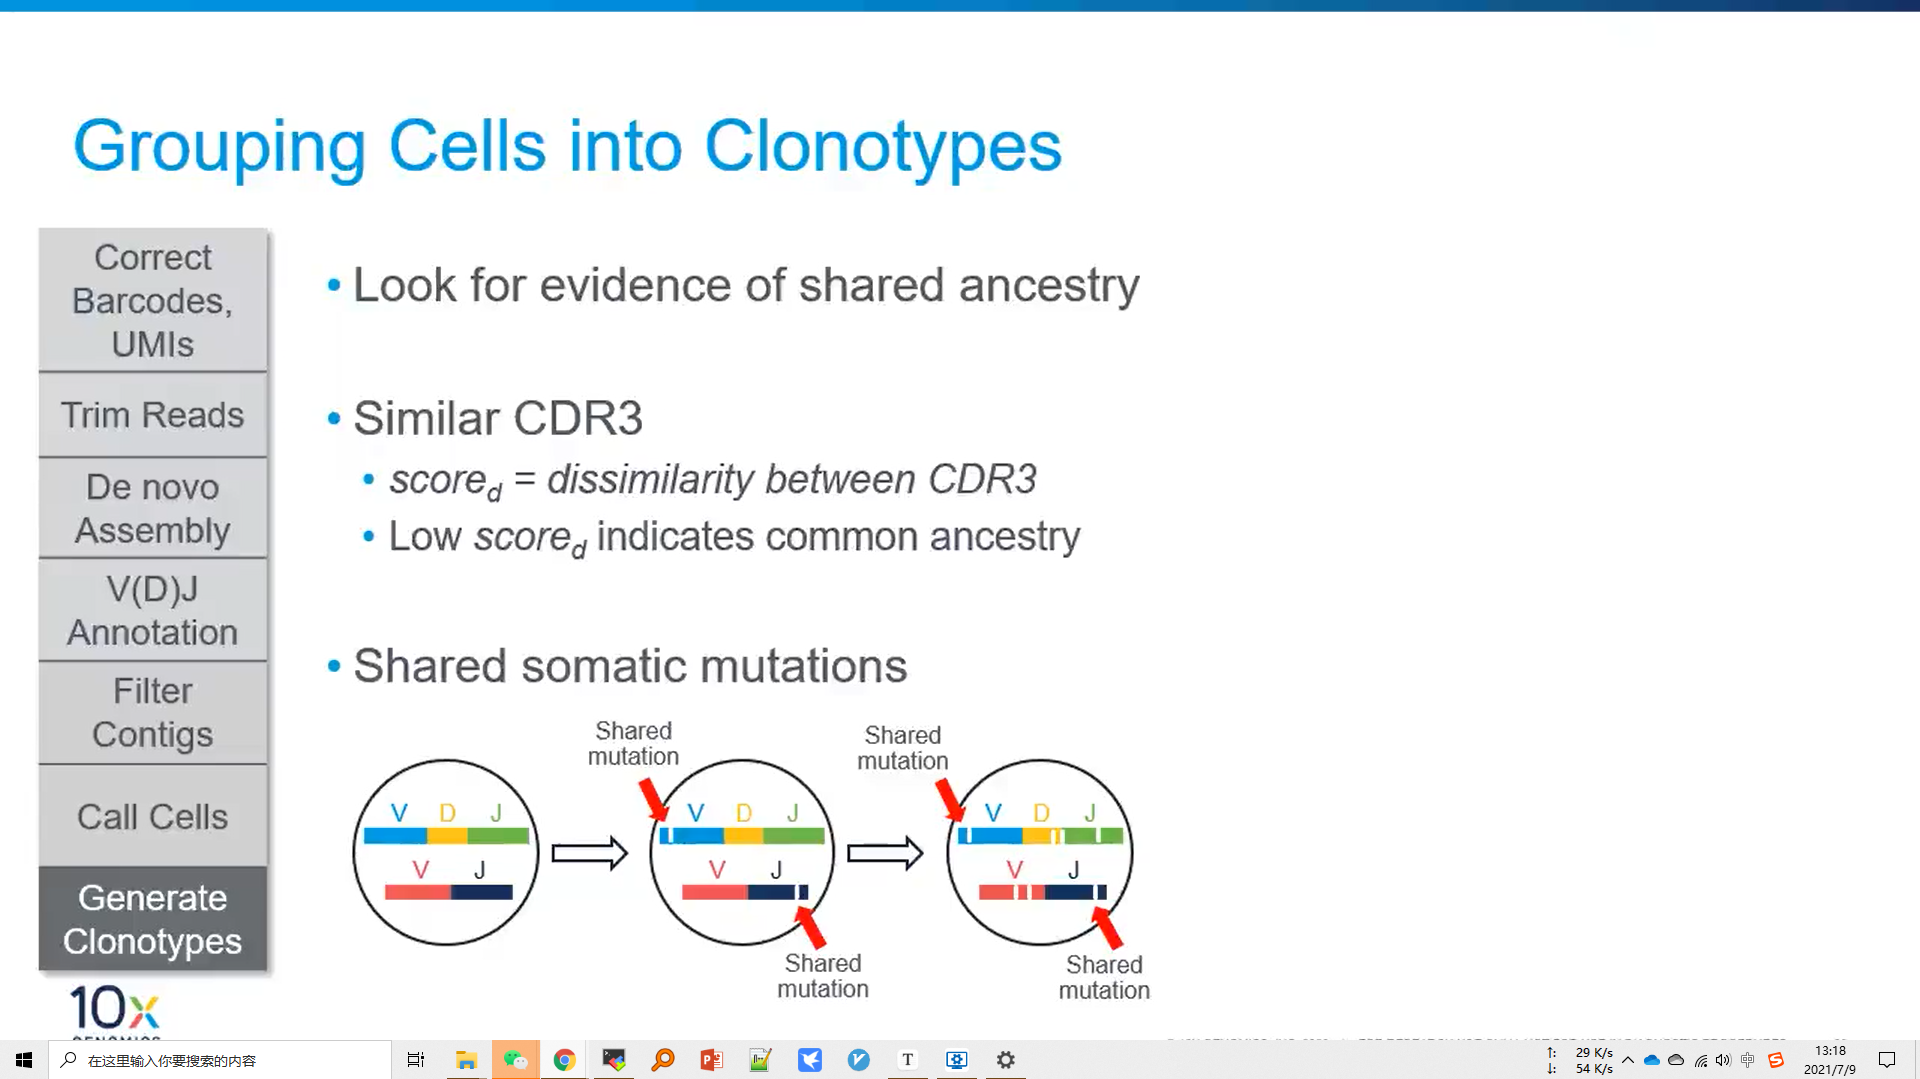 Grouping Cells into Clonotypes
Correct
Barcodes,
UMIs
Trim Reads
De novo
Assembly
V(D)J
Annotation
Filter
Contigs
Call Cells
Generate
Clonotypes
• Look for evidence of shared ancestry
• Similar CDR3
• score_d = dissimilarity between CDR3
• Low score_d indicates common ancestry
• Shared somatic mutations
Shared
mutation
Shared
mutation
V D J
V J
V D J
V J
V D J
V J
Shared
mutation
Shared
mutation
10x
GENOMICS
在这里输入你要搜索的内容
T
↑: 29 K/s
↓: 54 K/s
中
13:18
2021/7/9